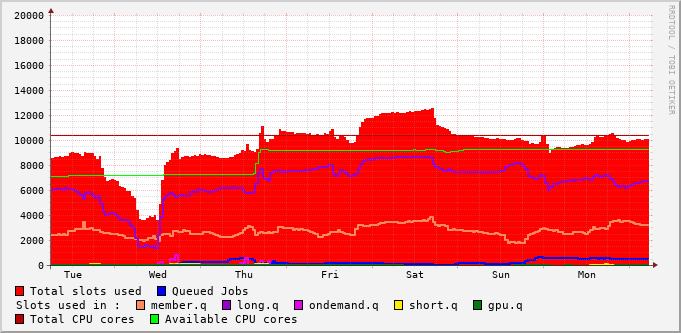 RRDTOOL / TOBI OETIKER
20000
18000
16000
14000
12000
10000
8000
6000
4000
2000
0
Tue Wed Thu Fri Sat Sun Mon
Total slots used Queued Jobs
Slots used in : member.q long.q ondemand.q short.q gpu.q
Total CPU cores Available CPU cores